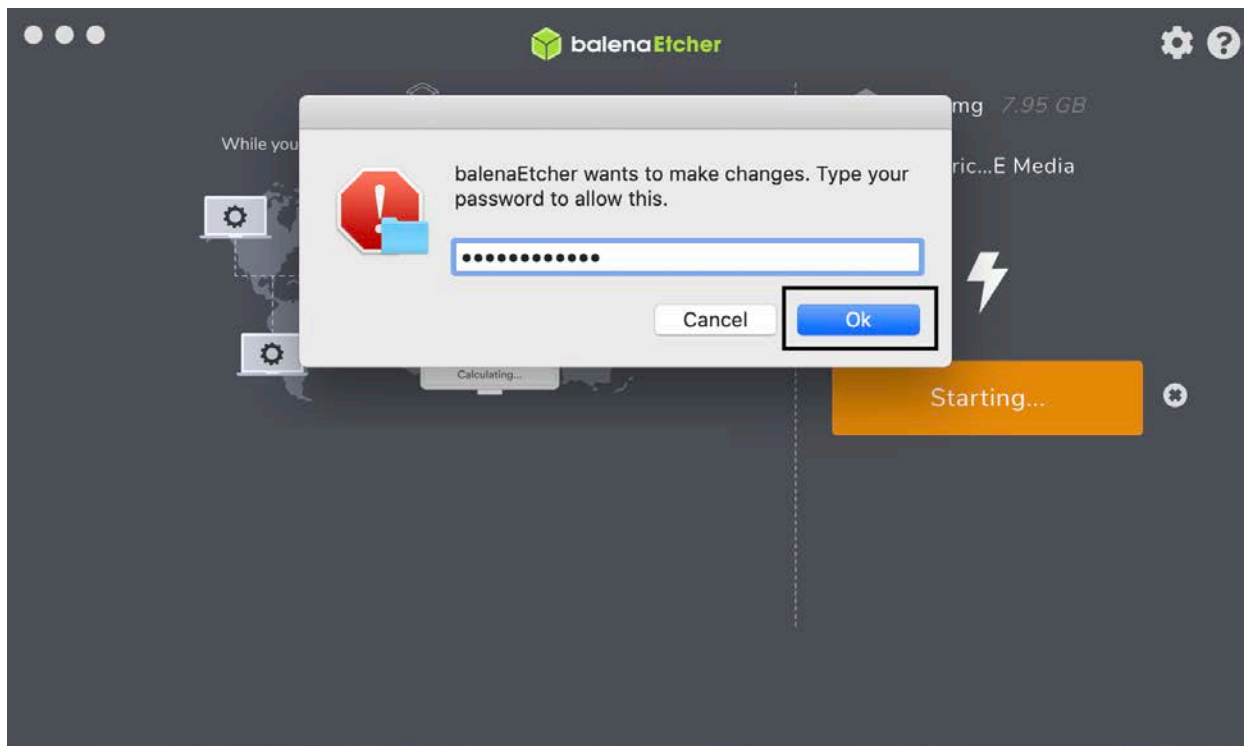 balenaEtcher
mg 7.95 GB
While you
balenaEtcher wants to make changes. Type your
password to allow this.
ric...E Media
Cancel
Ok
Calculating...
Starting...